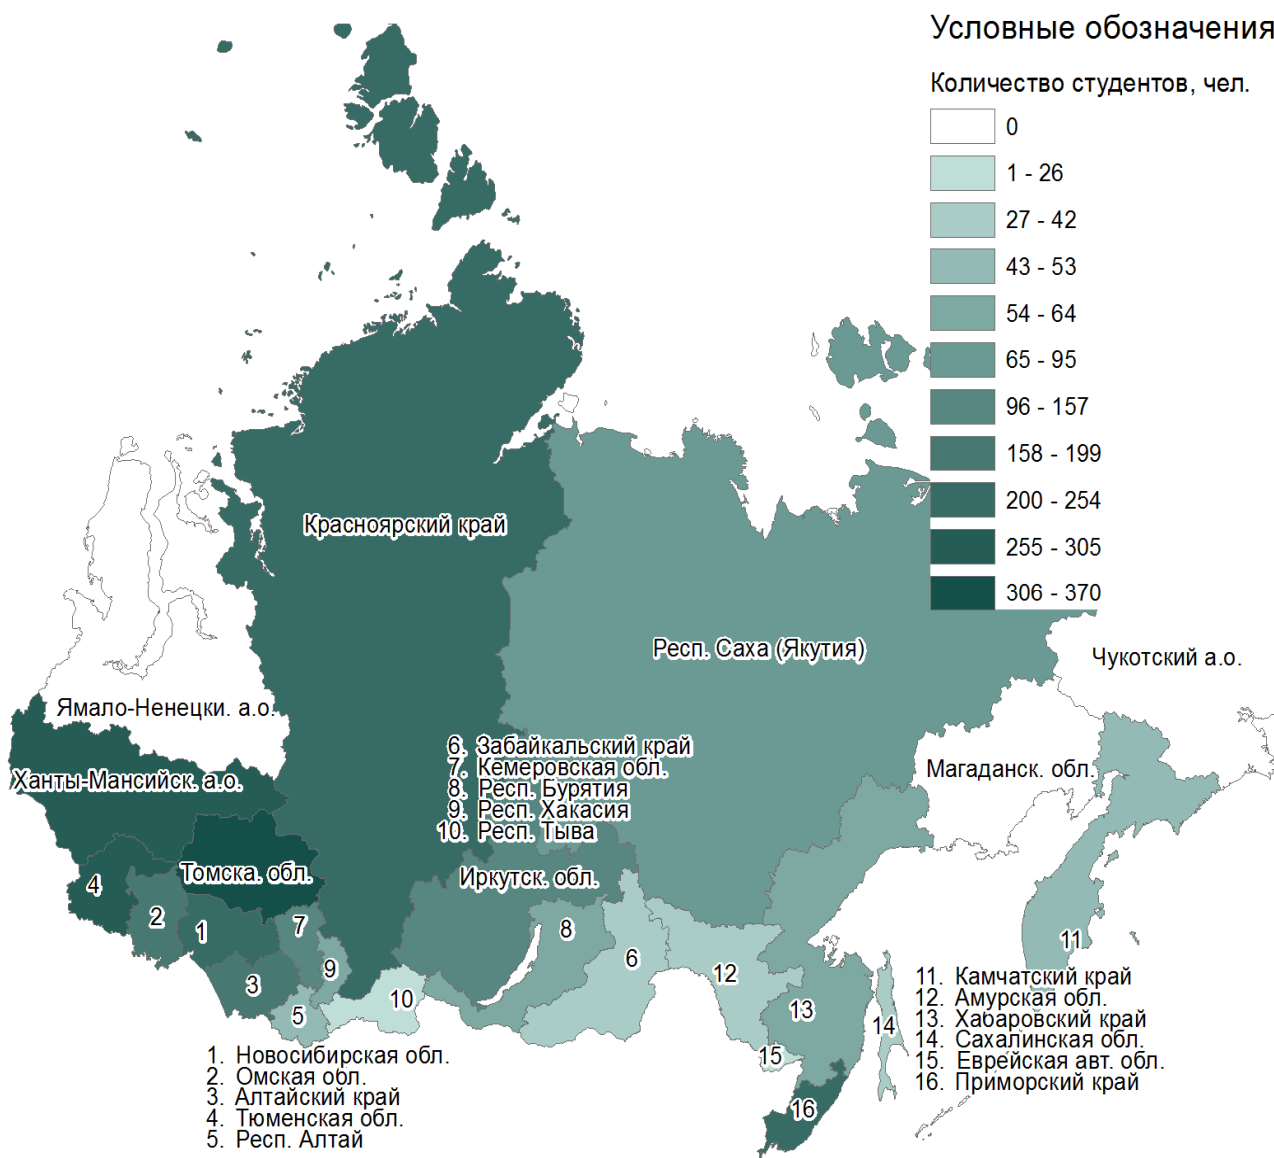 Условные обозначения
Количество студентов, чел.
0
1 - 26
27 - 42
43 - 53
54 - 64
65 - 95
96 - 157
158 - 199
200 - 254
255 - 305
306 - 370
Красноярский край
Респ. Саха (Якутия)
Чукотский а.о.
Ямало-Ненецки. а.о.
Ханты-Мансийск. а.о.
Магаданск. обл.
6. Забайкальский край
7. Кемеровская обл.
8. Респ. Бурятия
9. Респ. Хакасия
10. Респ. Тыва
Томска. обл.
Иркутск. обл.
4
2
1
7
8
6
9
3
10
5
12
13
14
15
16
11
11. Камчатский край
12. Амурская обл.
13. Хабаровский край
14. Сахалинская обл.
15. Еврейская авт. обл.
16. Приморский край
1. Новосибирская обл.
2. Омская обл.
3. Алтайский край
4. Тюменская обл.
5. Респ. Алтай